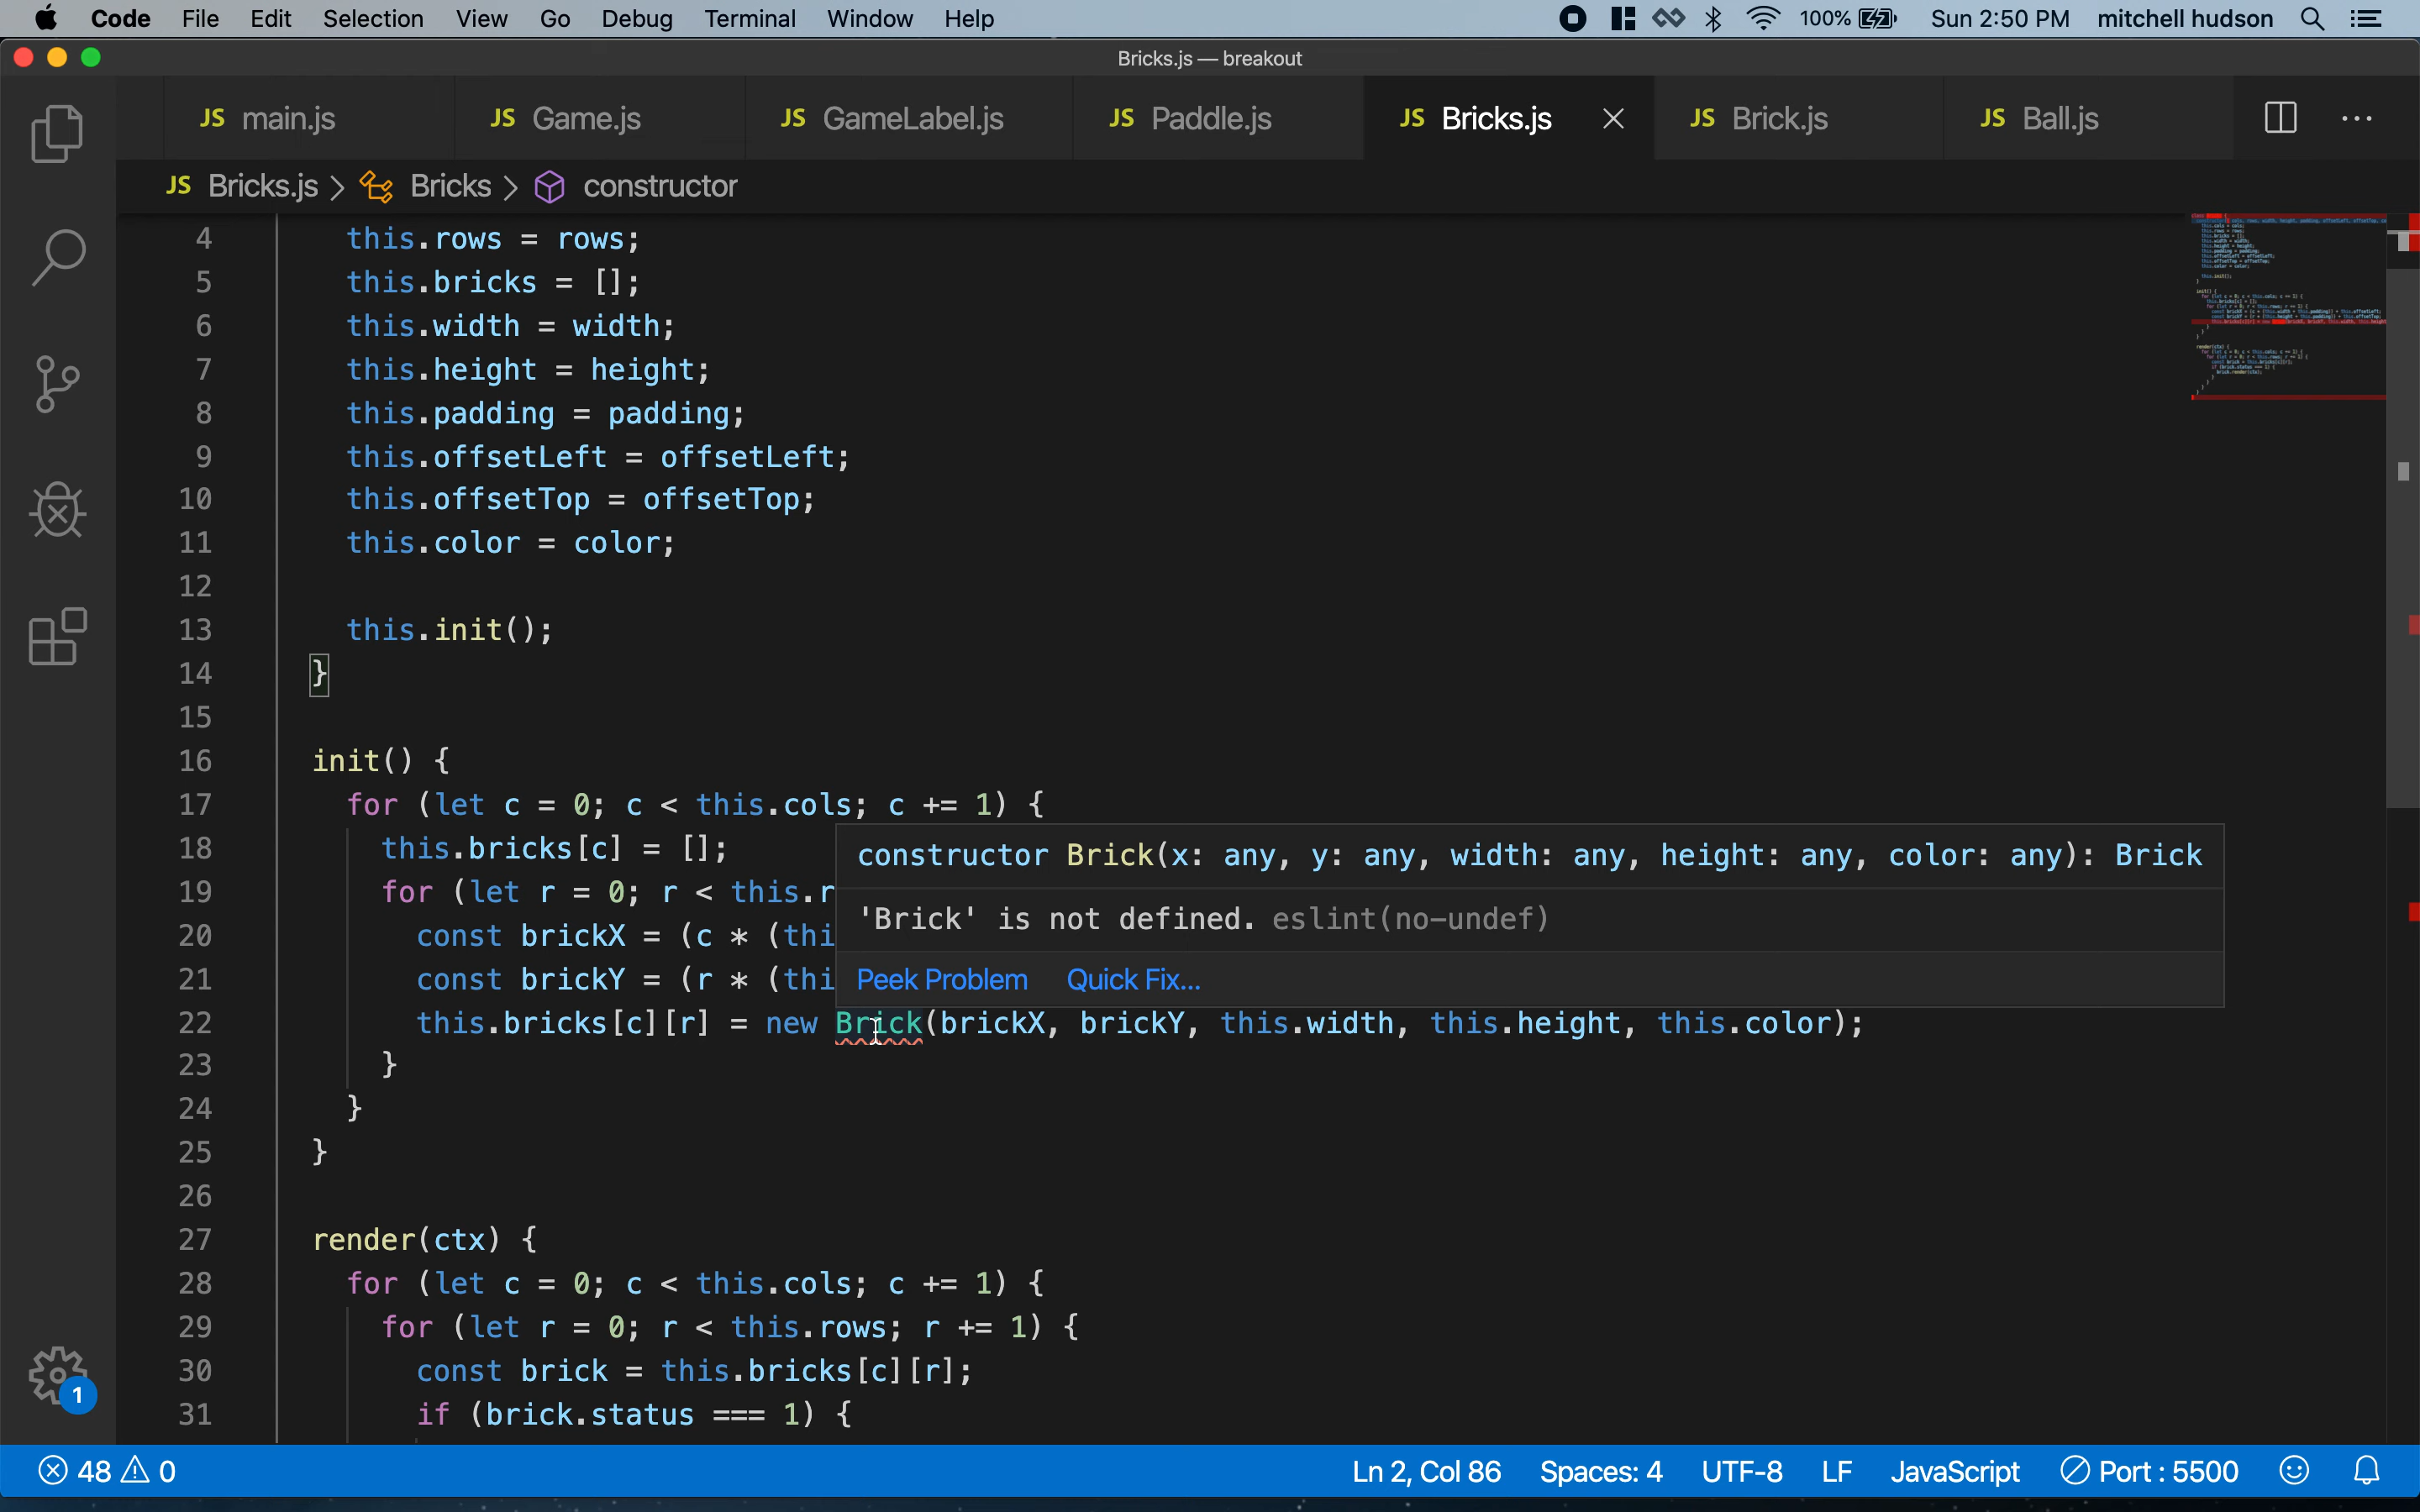 Code File Edit Selection View Go Debug Terminal Window Help 100% Sun 2:50 PM mitchell hudson
Bricks.js — breakout
JS main.js JS Game.js JS GameLabel.js JS Paddle.js JS Bricks.js JS Brick.js JS Ball.js
JS Bricks.js > Bricks > constructor
4 this.rows = rows;
5 this.bricks = [];
6 this.width = width;
7 this.height = height;
8 this.padding = padding;
9 this.offsetLeft = offsetLeft;
10 this.offsetTop = offsetTop;
11 this.color = color;
12
13 this.init();
14 }
15
16 init() {
17 for (let c = 0; c < this.cols; c += 1) {
18 this.bricks[c] = [];
constructor Brick(x: any, y: any, width: any, height: any, color: any): Brick
19 for (let r = 0; r < this.r
'Brick' is not defined. eslint(no-undef)
20 const brickX = (c * (thi
21 const brickY = (r * (thi
Peek Problem Quick Fix...
22 this.bricks[c][r] = new Brick(brickX, brickY, this.width, this.height, this.color);
23 }
24 }
25 }
26
27 render(ctx) {
28 for (let c = 0; c < this.cols; c += 1) {
29 for (let r = 0; r < this.rows; r += 1) {
30 const brick = this.bricks[c][r];
31 if (brick.status === 1) {
1
48 0 Ln 2, Col 86 Spaces: 4 UTF-8 LF JavaScript Port : 5500